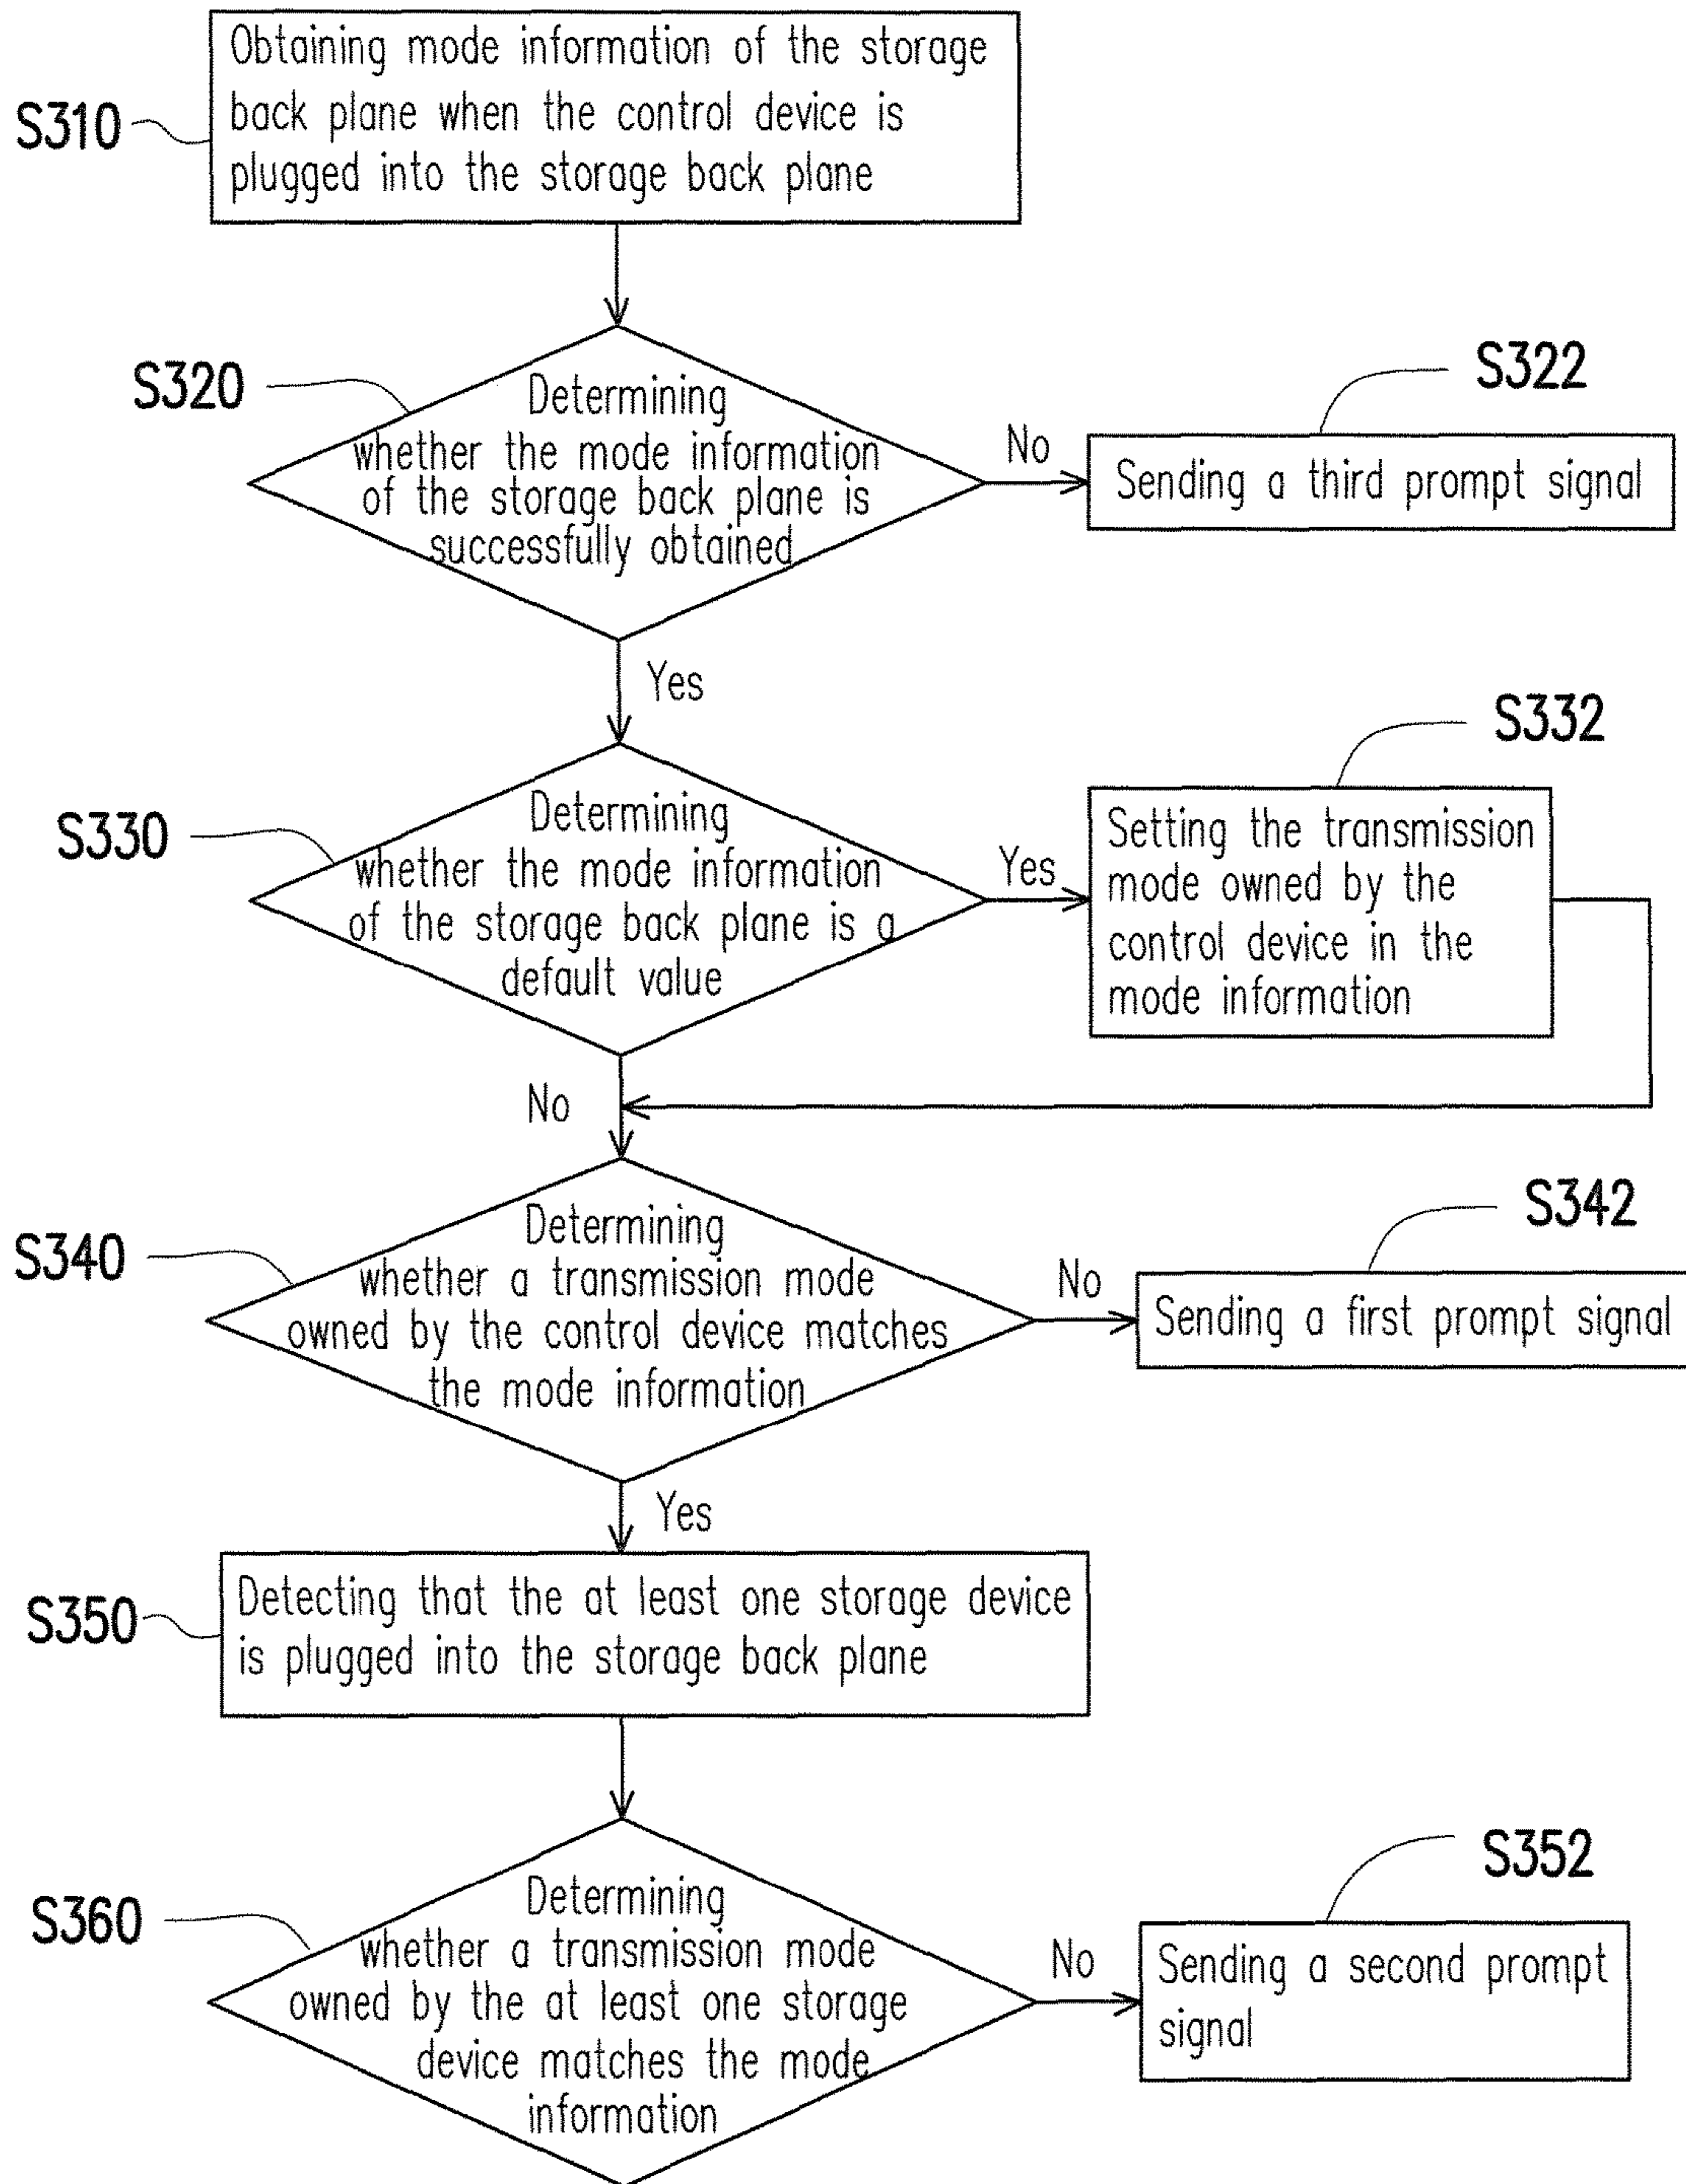 S310
Obtaining mode information of the storage
back plane when the control device is
plugged into the storage back plane
S320
Determining
whether the mode information
of the storage back plane is
successfully obtained
No
S322
Sending a third prompt signal
Yes
S330
Determining
whether the mode information
of the storage back plane is a
default value
Yes
S332
Setting the transmission
mode owned by the
control device in the
mode information
No
S340
Determining
whether a transmission mode
owned by the control device matches
the mode information
No
S342
Sending a first prompt signal
Yes
S350
Detecting that the at least one storage device
is plugged into the storage back plane
S360
Determining
whether a transmission mode
owned by the at least one storage
device matches the mode
information
No
S352
Sending a second prompt
signal